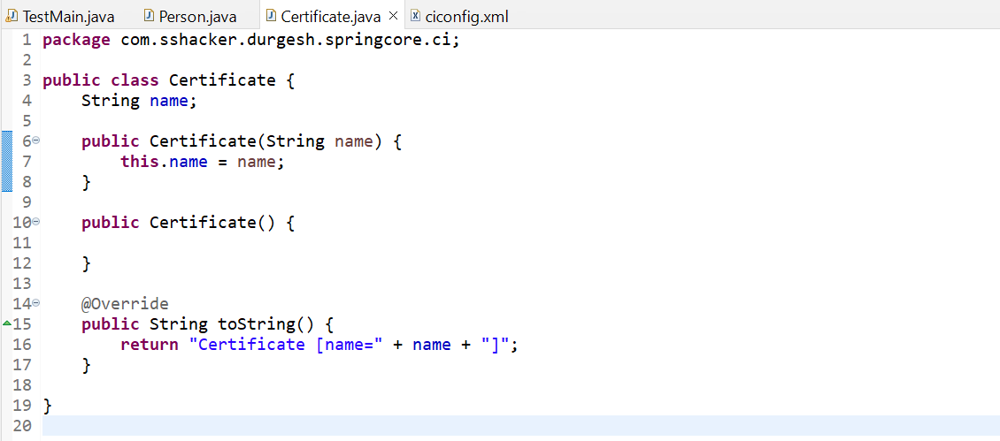 TestMain.java Person.java Certificate.java ciconfig.xml
1 package com.sshacker.durgesh.springcore.ci;
2
3 public class Certificate {
4     String name;
5
6     public Certificate(String name) {
7         this.name = name;
8     }
9
10     public Certificate() {
11
12     }
13
14     @Override
15     public String toString() {
16         return "Certificate [name=" + name + "]";
17     }
18
19 }
20